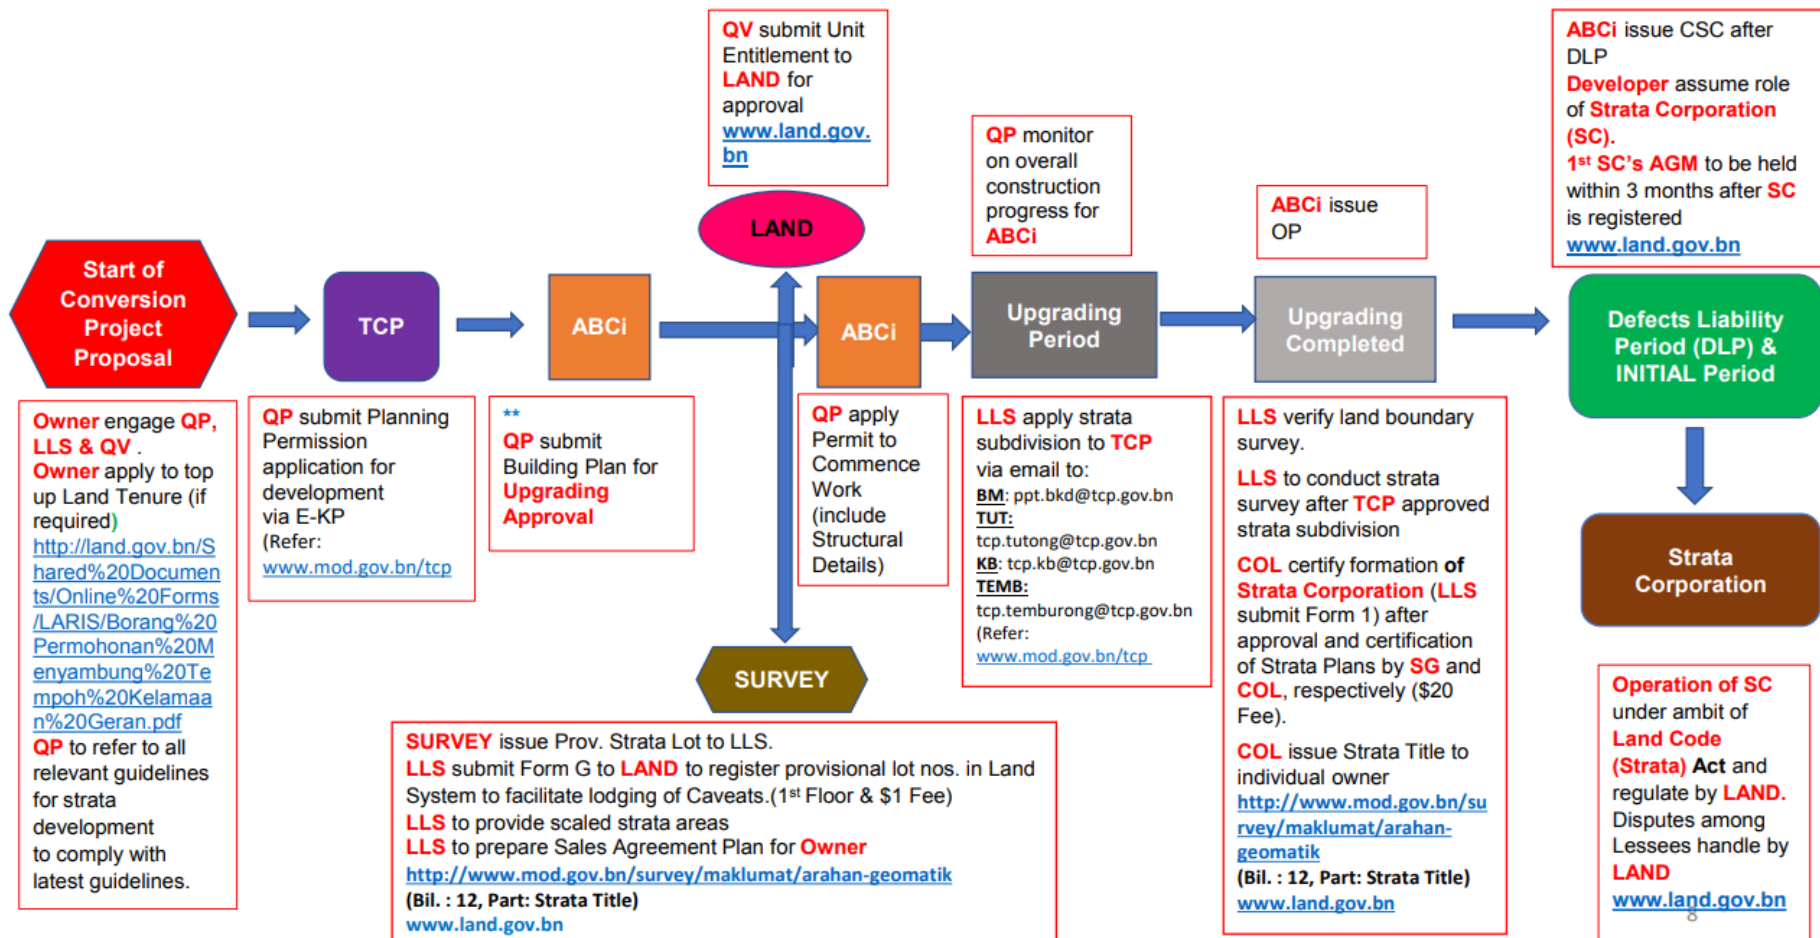 QV submit Unit
Entitlement to
LAND for
approval
www.land.gov.
bn
QP monitor
on overall
construction
progress for
ABCi
ABCi issue
OP
ABCi issue CSC after
DLP
Developer assume role
of Strata Corporation
(SC).
1st SC's AGM to be held
within 3 months after SC
is registered
www.land.gov.bn
Start of
Conversion
Project
Proposal
TCP
ABCi
LAND
ABCi
Upgrading
Period
Upgrading
Completed
Defects Liability
Period (DLP) &
INITIAL Period
Owner engage QP,
LLS & QV .
Owner apply to top
up Land Tenure (if
required)
http://land.gov.bn/S
hared%20Documen
ts/Online%20Forms
/LARIS/Borang%20
Permohonan%20M
enyambung%20Te
mpoh%20Kelamaa
n%20Geran.pdf
QP to refer to all
relevant guidelines
for strata
development
to comply with
latest guidelines.
QP submit Planning
Permission
application for
development
via E-KP
(Refer:
www.mod.gov.bn/tcp
**
QP submit
Building Plan for
Upgrading
Approval
SURVEY
SURVEY issue Prov. Strata Lot to LLS.
LLS submit Form G to LAND to register provisional lot nos. in Land
System to facilitate lodging of Caveats.(1st Floor & $1 Fee)
LLS to provide scaled strata areas
LLS to prepare Sales Agreement Plan for Owner
http://www.mod.gov.bn/survey/maklumat/arahan-geomatik
(Bil. : 12, Part: Strata Title)
www.land.gov.bn
QP apply
Permit to
Commence
Work
(include
Structural
Details)
LLS apply strata
subdivision to TCP
via email to:
BM: ppt.bkd@tcp.gov.bn
TUT:
tcp.tutong@tcp.gov.bn
KB: tcp.kb@tcp.gov.bn
TEMB:
tcp.temburong@tcp.gov.bn
(Refer:
www.mod.gov.bn/tcp
LLS verify land boundary
survey.
LLS to conduct strata
survey after TCP approved
strata subdivision
COL certify formation of
Strata Corporation (LLS
submit Form 1) after
approval and certification
of Strata Plans by SG and
COL, respectively ($20
Fee).
COL issue Strata Title to
individual owner
http://www.mod.gov.bn/su
rvey/maklumat/arahan-
geomatik
(Bil. : 12, Part: Strata Title)
www.land.gov.bn
Strata
Corporation
Operation of SC
under ambit of
Land Code
(Strata) Act and
regulate by LAND.
Disputes among
Lessees handle by
LAND
www.land.gov.bn
8